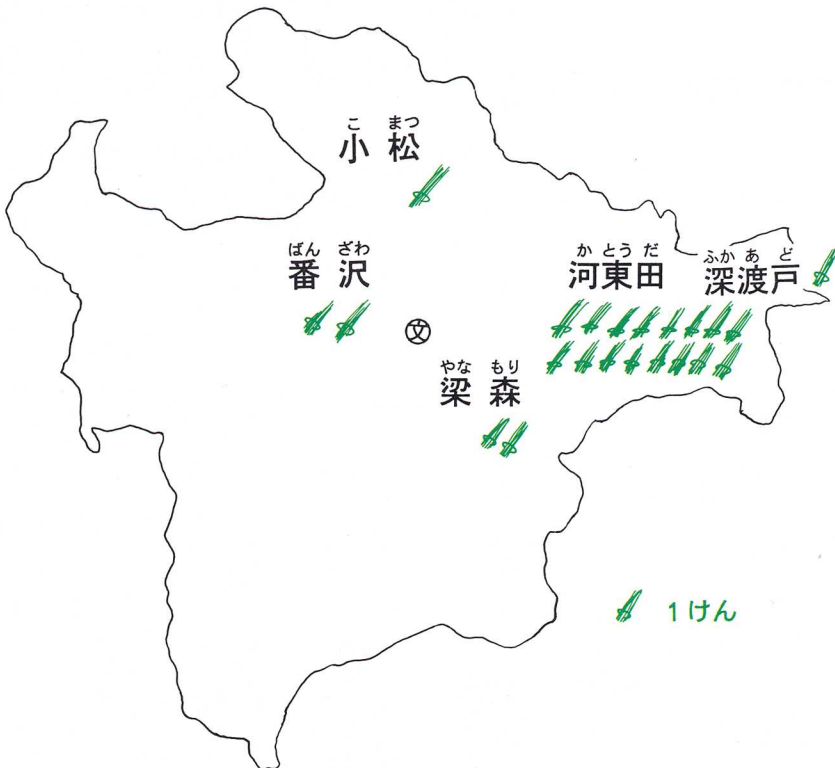 こ まつ
小 松
ばん ざわ
番 沢
か とう だ
河東田
ふか あ ど
深渡戸
文
やな もり
梁 森
1けん